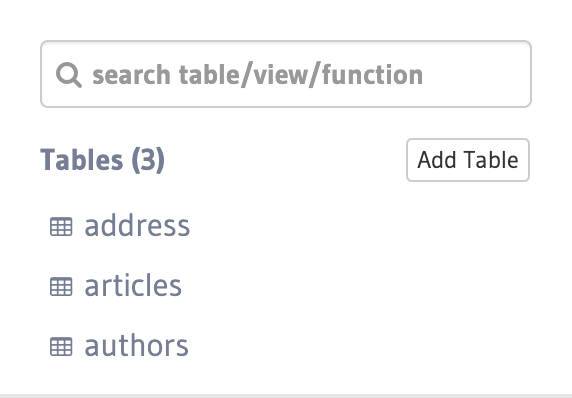 search table/view/function
Tables (3)
Add Table
address
articles
authors